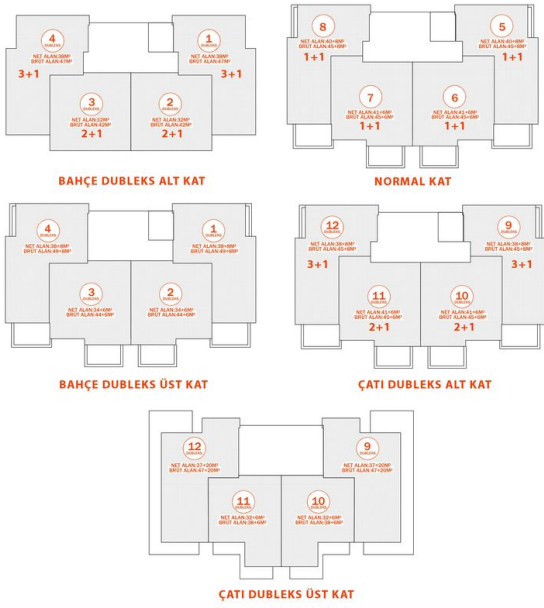 4
DUBLEKS
NET ALAN:39M²
BRÜT ALAN:47M²
3+1
1
DUBLEKS
NET ALAN:39M²
BRÜT ALAN:47M²
3+1
3
DUBLEKS
NET ALAN:32M²
BRÜT ALAN:42M²
2+1
2
DUBLEKS
NET ALAN:32M²
BRÜT ALAN:42M²
2+1
BAHÇE DUBLEKS ALT KAT
8
NET ALAN:40+8M²
BRÜT ALAN:45+8M²
1+1
5
NET ALAN:40+8M²
BRÜT ALAN:45+8M²
1+1
7
NET ALAN:41+6M²
BRÜT ALAN:45+6M²
1+1
6
NET ALAN:41+6M²
BRÜT ALAN:45+6M²
1+1
NORMAL KAT
4
DUBLEKS
NET ALAN:38+8M²
BRÜT ALAN:49+8M²
1
DUBLEKS
NET ALAN:38+8M²
BRÜT ALAN:49+8M²
3
DUBLEKS
NET ALAN:34+6M²
BRÜT ALAN:44+6M²
2
DUBLEKS
NET ALAN:34+6M²
BRÜT ALAN:44+6M²
BAHÇE DUBLEKS ÜST KAT
12
DUBLEKS
NET ALAN:38+8M²
BRÜT ALAN:45+8M²
3+1
9
DUBLEKS
NET ALAN:38+8M²
BRÜT ALAN:45+8M²
3+1
11
DUBLEKS
NET ALAN:41+6M²
BRÜT ALAN:45+6M²
2+1
10
DUBLEKS
NET ALAN:41+6M²
BRÜT ALAN:45+6M²
2+1
ÇATI DUBLEKS ALT KAT
12
DUBLEKS
NET ALAN:37+20M²
BRÜT ALAN:47+20M²
9
DUBLEKS
NET ALAN:37+20M²
BRÜT ALAN:47+20M²
11
DUBLEKS
NET ALAN:32+6M²
BRÜT ALAN:38+6M²
10
DUBLEKS
NET ALAN:32+6M²
BRÜT ALAN:38+6M²
ÇATI DUBLEKS ÜST KAT